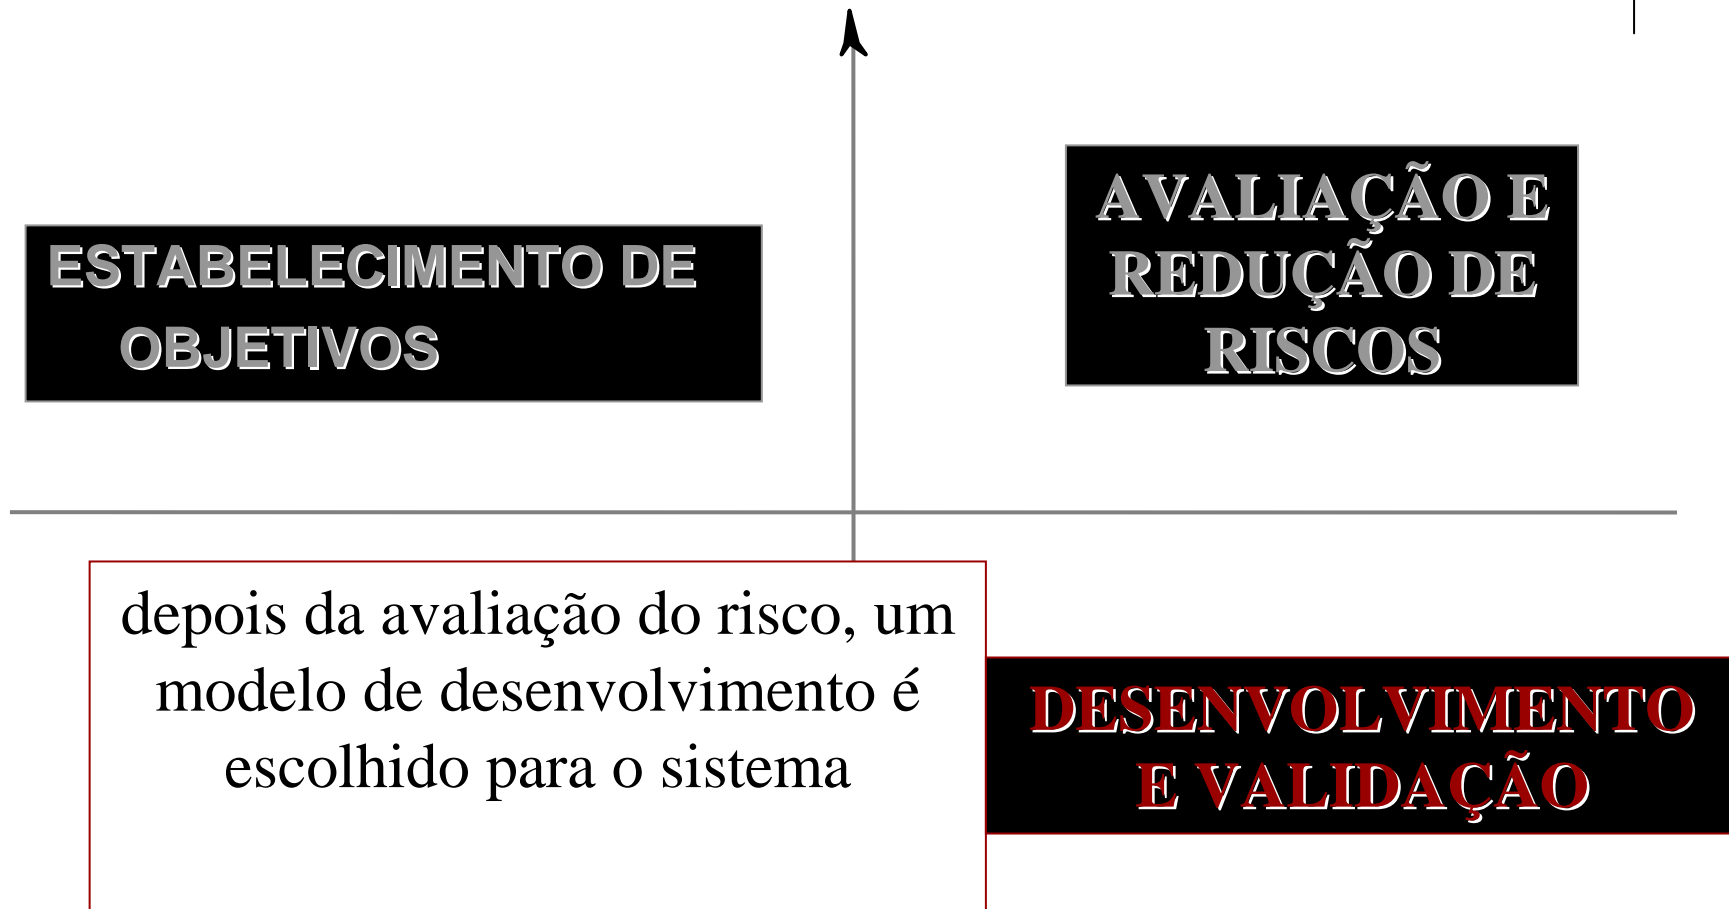 ESTABELECIMENTO DE
OBJETIVOS
AVALIAÇÃO E
REDUÇÃO DE
RISCOS
depois da avaliação do risco, um
modelo de desenvolvimento é
escolhido para o sistema
DESENVOLVIMENTO
E VALIDAÇÃO